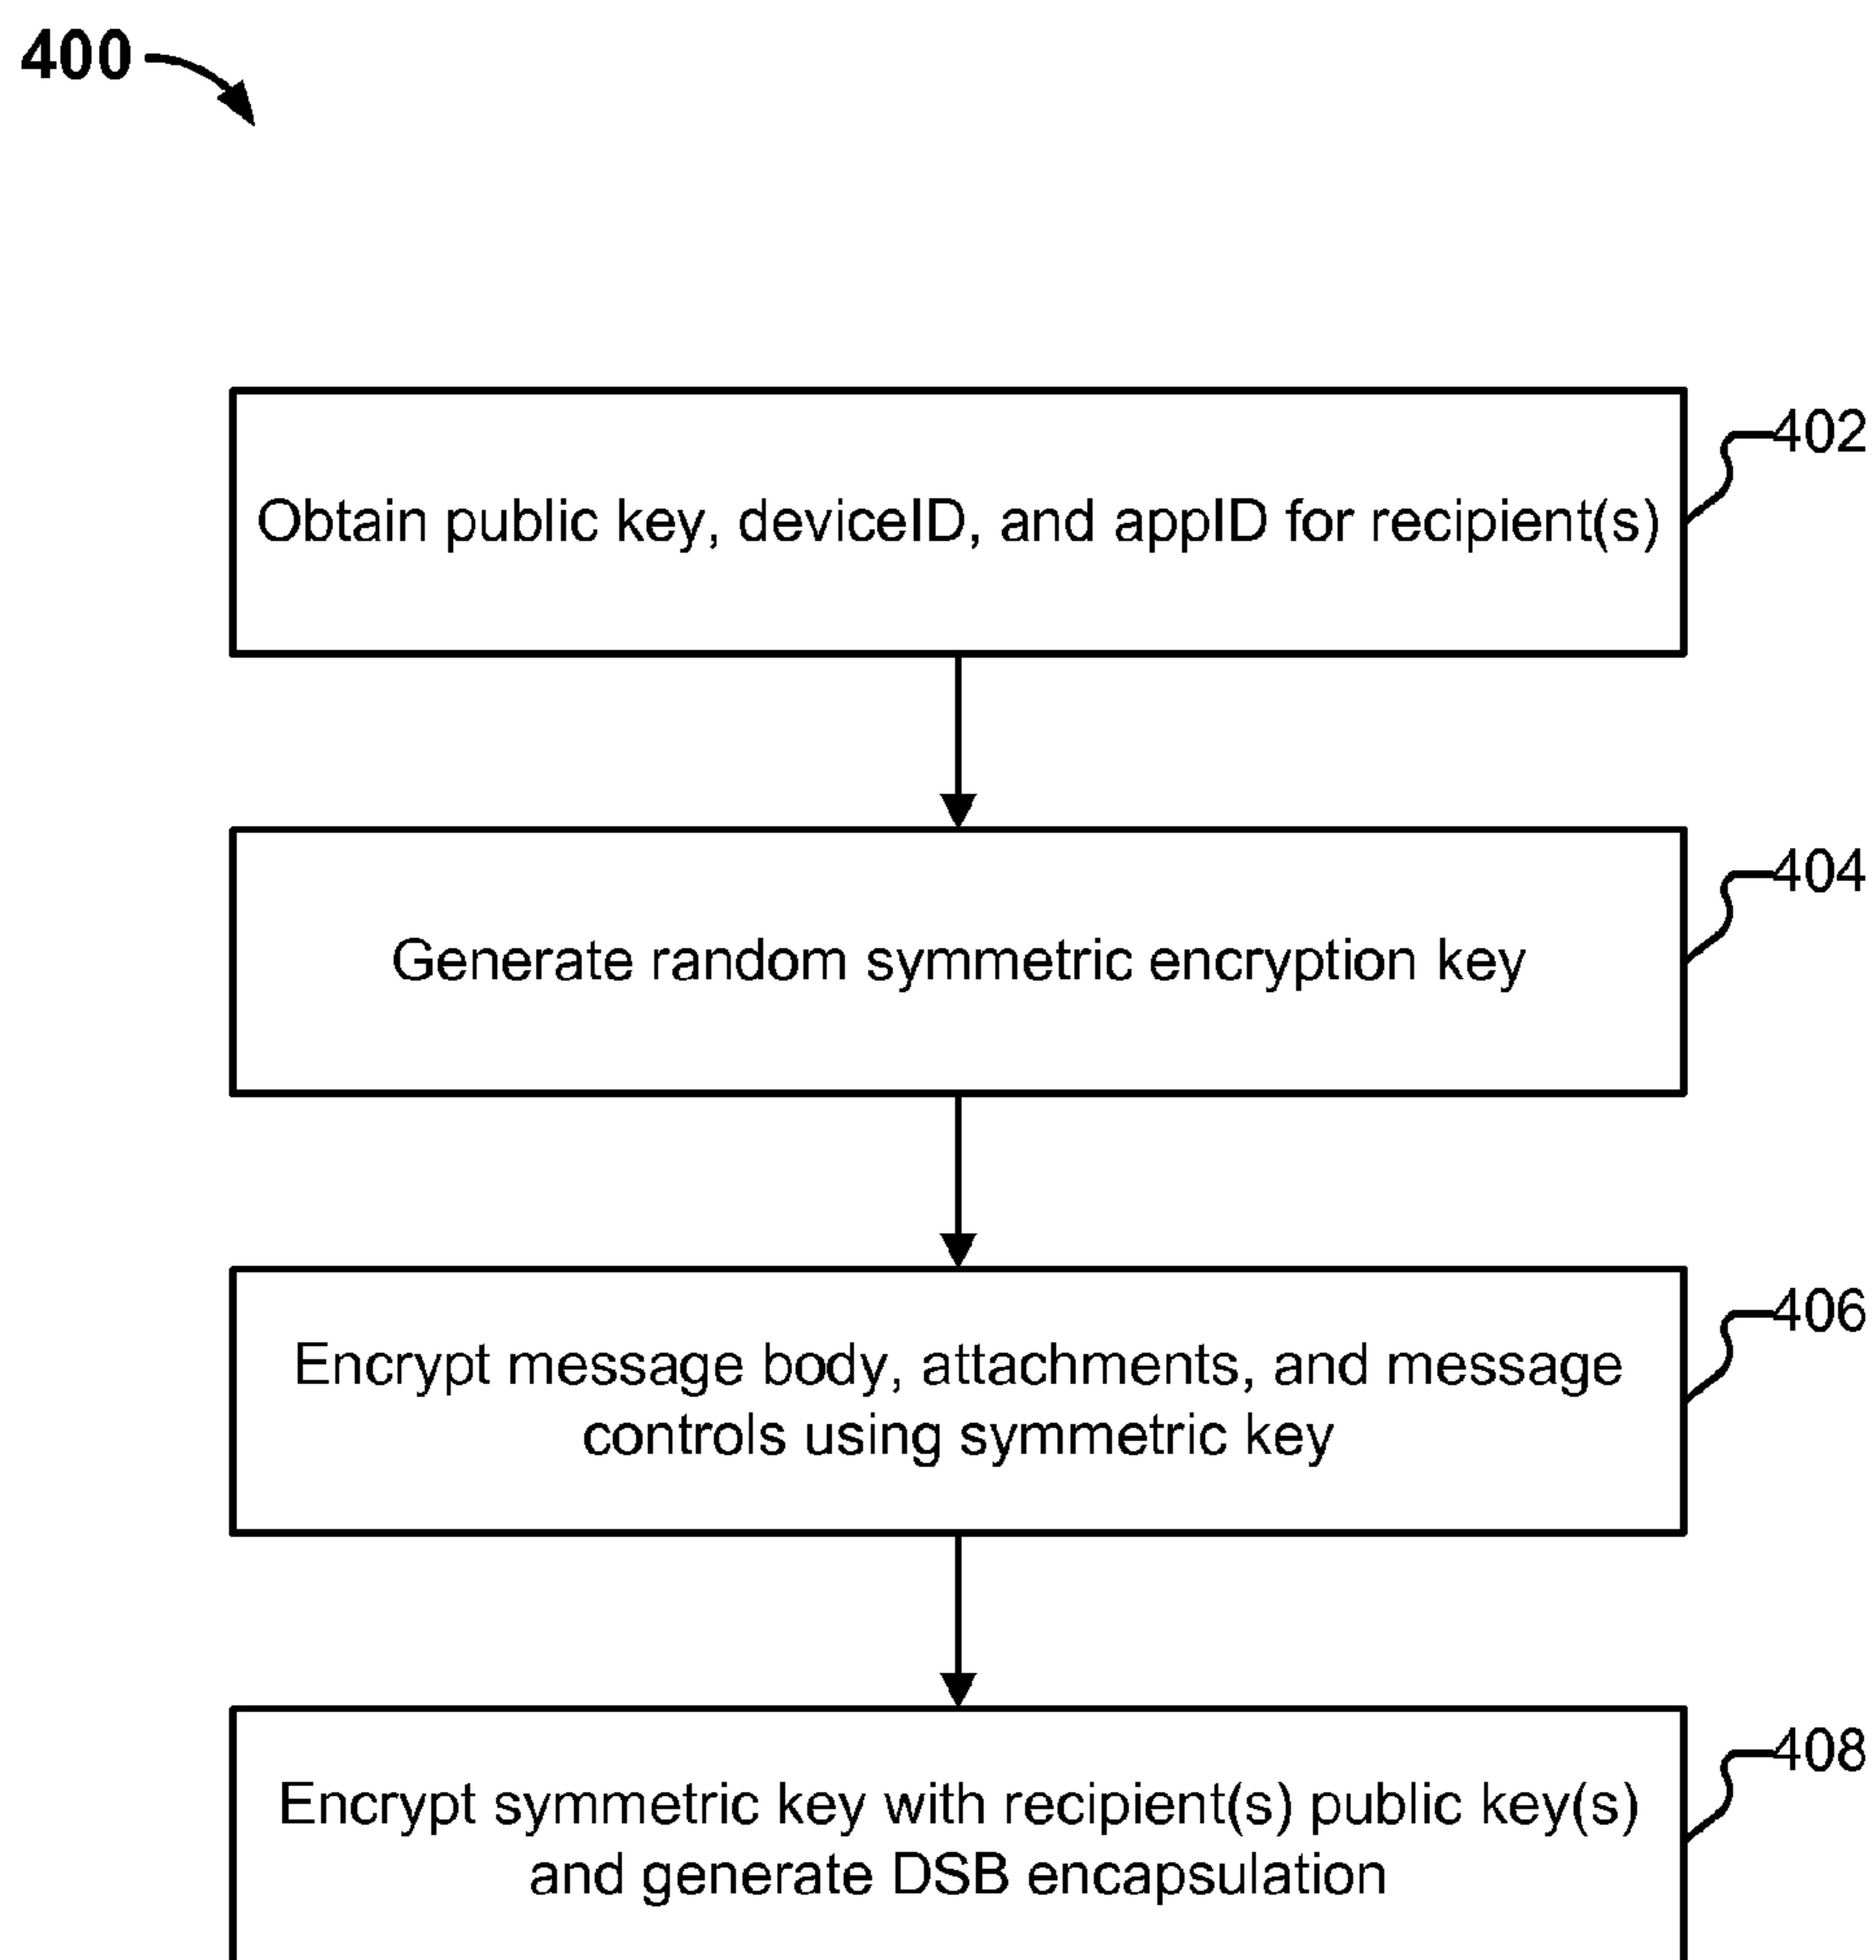 400
402
Obtain public key, deviceID, and appID for recipient(s)
404
Generate random symmetric encryption key
406
Encrypt message body, attachments, and message
controls using symmetric key
408
Encrypt symmetric key with recipient(s) public key(s)
and generate DSB encapsulation